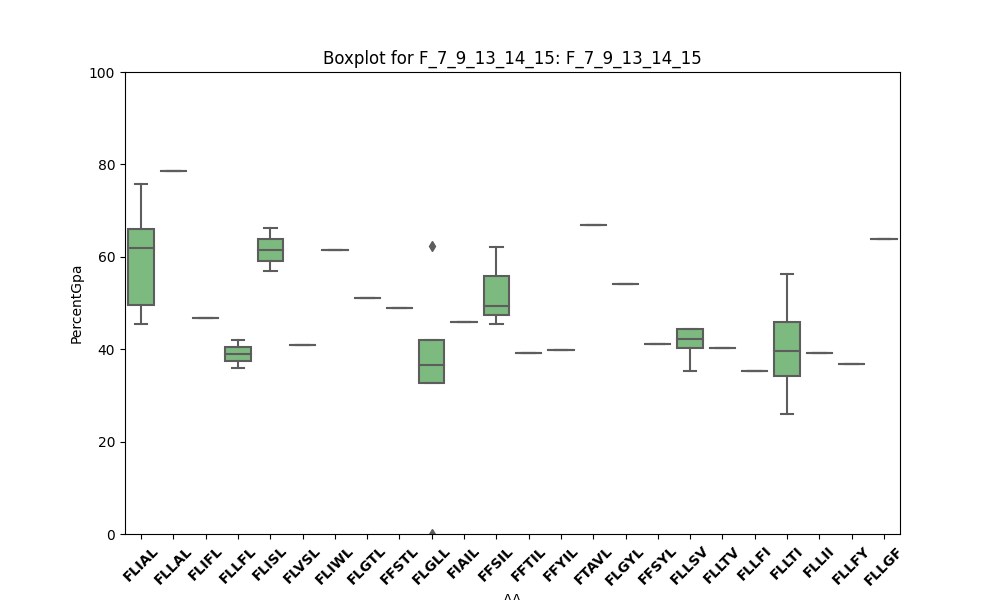 Boxplot for F_7_9_13_14_15: F_7_9_13_14_15
100
80
60
40
20
0
PercentGpa
FLIAL
FLLAL
FLIFL
FLLFL
FLISL
FLVSL
FLIWL
FLGTL
FFSTL
FLGLL
FIAIL
FFSIL
FFTIL
FFYIL
FTAVL
FLGYL
FFSYL
FLLSV
FLLTV
FLLFI
FLLTI
FLLII
FLLFY
FLLGF
AA